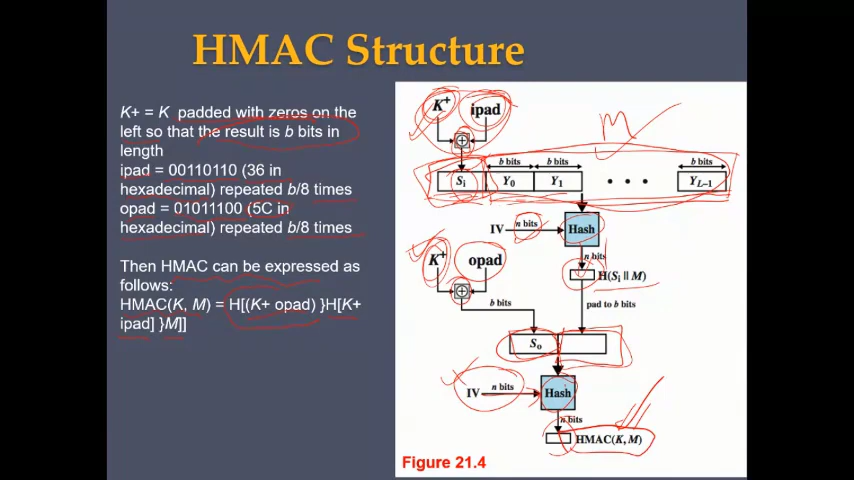 HMAC Structure
K+ = K padded with zeros on the
left so that the result is b bits in
length
ipad = 00110110 (36 in
hexadecimal) repeated b/8 times
opad = 01011100 (5C in
hexadecimal) repeated b/8 times
Then HMAC can be expressed as
follows:
HMAC(K, M) = H[(K+ opad) }H[K+
ipad] }M]]
M
K+ ipad
b bits b bits b bits
Si Y0 Y1 • • • YL–1
n bits
IV Hash
n bits
K+ opad
H(Si || M)
b bits
pad to b bits
So
n bits
IV Hash
n bits
HMAC(K, M)
Figure 21.4